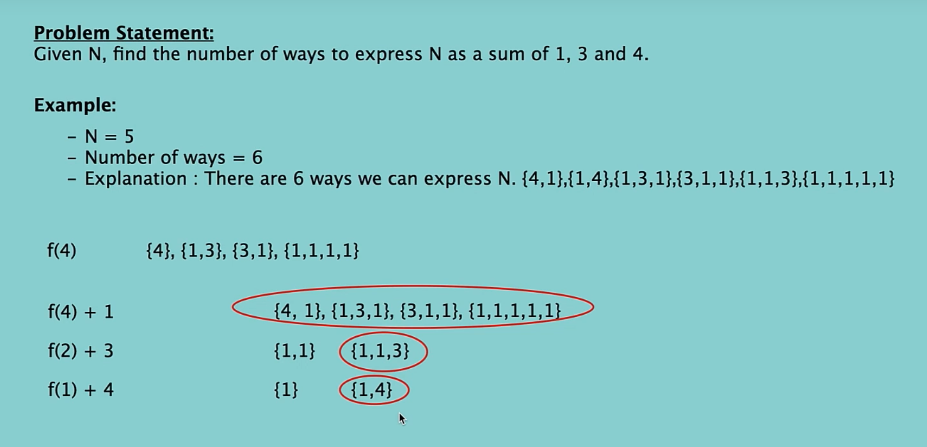 Problem Statement:
Given N, find the number of ways to express N as a sum of 1, 3 and 4.
Example:
– N = 5
– Number of ways = 6
– Explanation : There are 6 ways we can express N. {4,1},{1,4},{1,3,1},{3,1,1},{1,1,3},{1,1,1,1,1}
f(4) {4}, {1,3}, {3,1}, {1,1,1,1}
f(4) + 1 {4, 1}, {1,3,1}, {3,1,1}, {1,1,1,1,1}
f(2) + 3 {1,1} {1,1,3}
f(1) + 4 {1} {1,4}